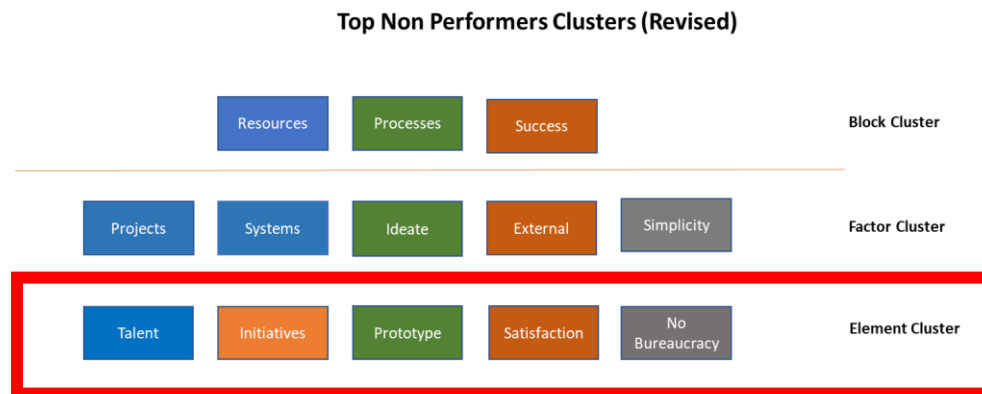 Top Non Performers Clusters (Revised)
Resources Processes Success Block Cluster
Projects Systems Ideate External Simplicity Factor Cluster
Talent Initiatives Prototype Satisfaction No Bureaucracy Element Cluster